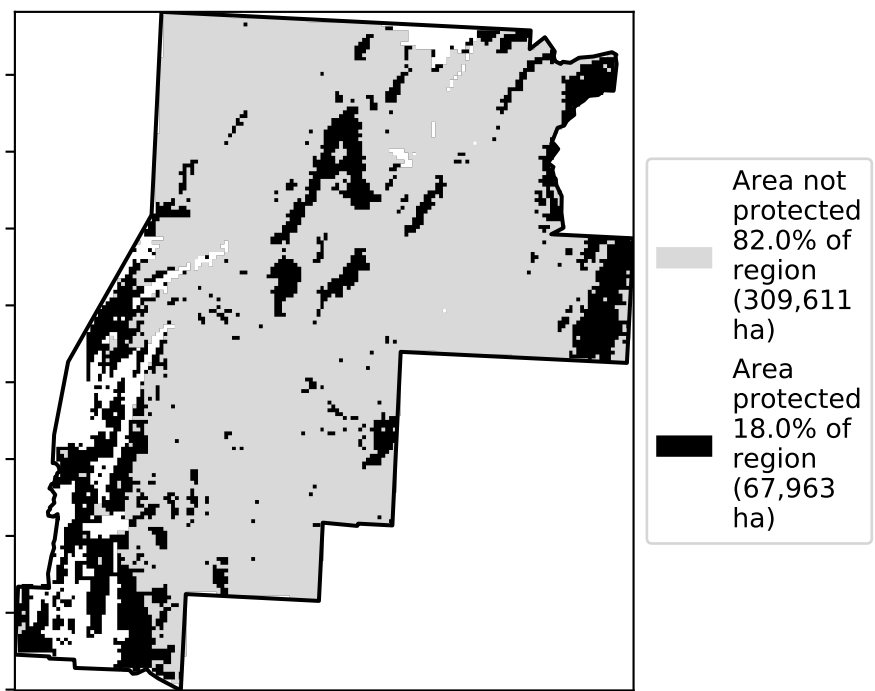 Area not
protected
82.0% of
region
(309,611
ha)
Area
protected
18.0% of
region
(67,963
ha)